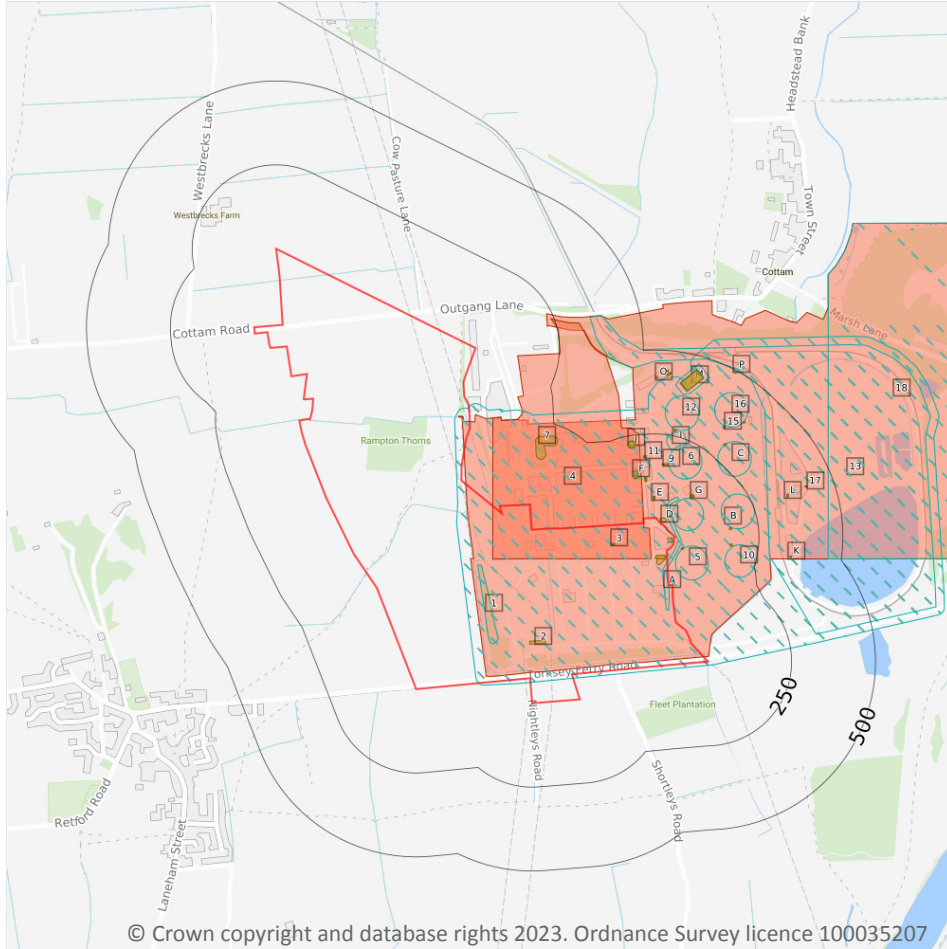 Headstead Bank
Westbrecks Lane
Cow Pasture Lane
Westbrecks Farm
Town Street
Cottam
Outgang Lane
Marsh Lane
Cottam Road
O
P
18
12
16
15
7
Rampton Thorns
11
9
6
C
13
F
4
17
L
E
G
D
B
3
K
5
10
A
1
2
Torksey Ferry Road
250
Nightleys Road
Fleet Plantation
500
Shortleys Road
Retford Road
Laneham Street
© Crown copyright and database rights 2023. Ordnance Survey licence 100035207